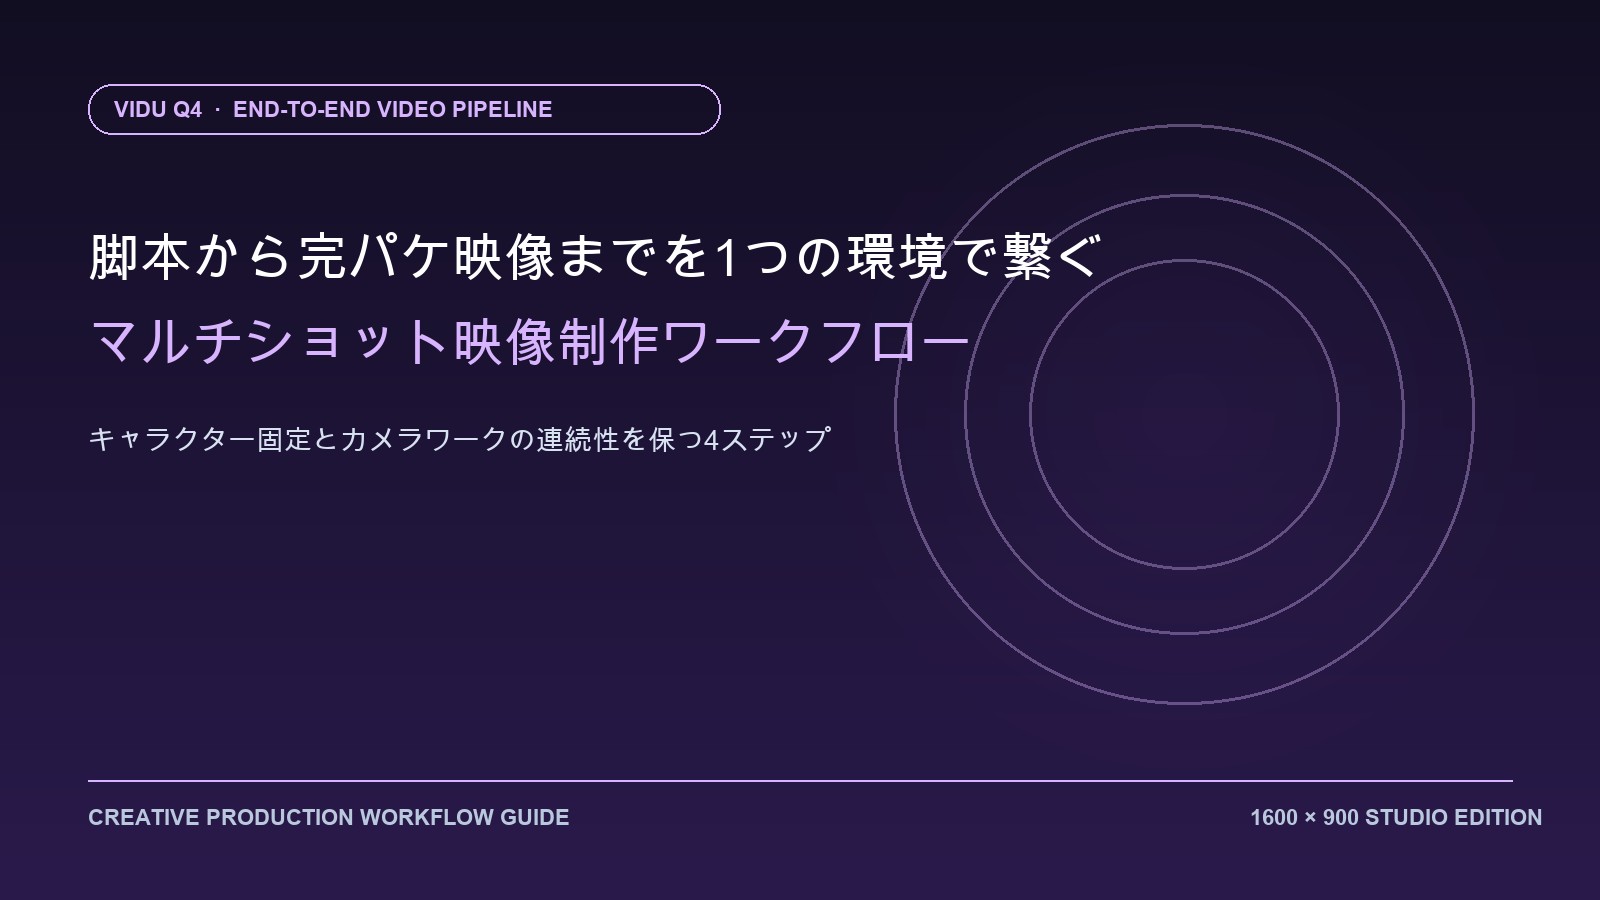 VIDU Q4 · END-TO-END VIDEO PIPELINE
脚本から完パケ映像までを1つの環境で繋ぐ
マルチショット映像制作ワークフロー
キャラクター固定とカメラワークの連続性を保つ4ステップ
CREATIVE PRODUCTION WORKFLOW GUIDE
1600 × 900 STUDIO EDITION